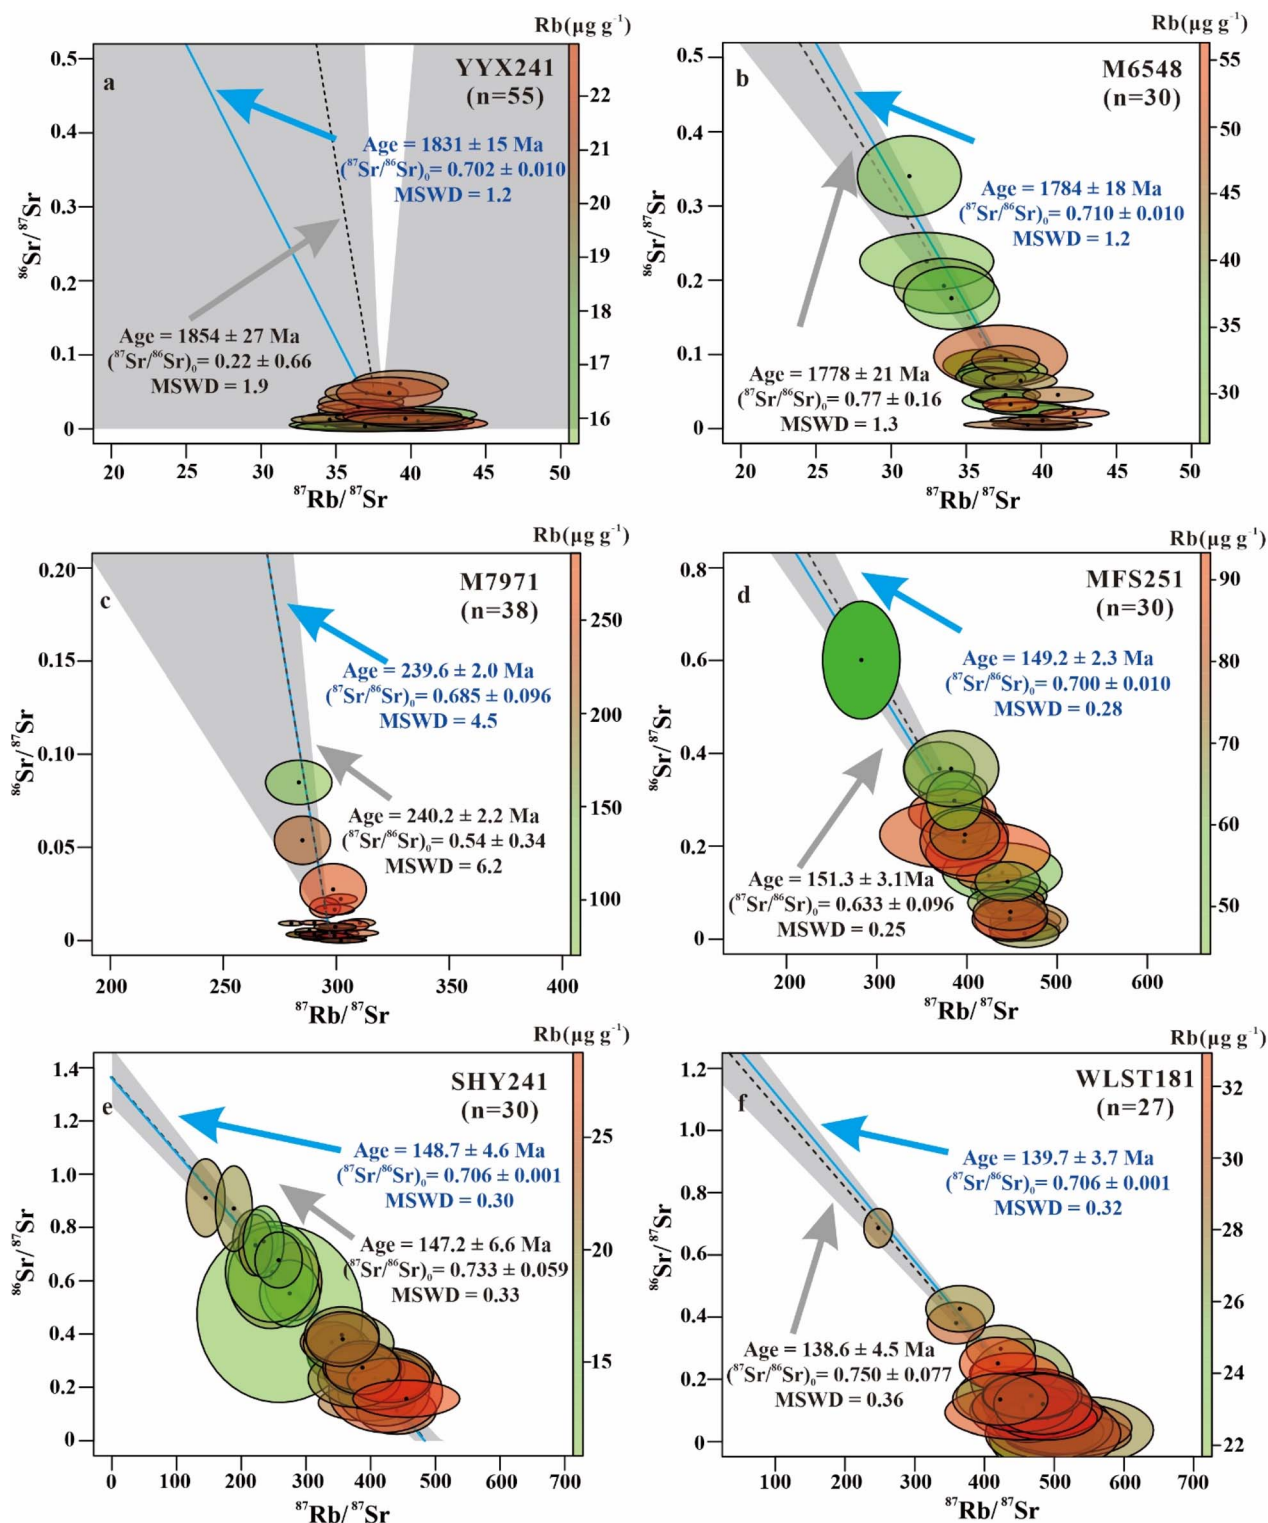 Rb(μg g⁻¹)
a
YYX241
(n=55)
0.5
0.4
0.3
0.2
0.1
0
⁸⁶Sr/⁸⁷Sr
Age = 1831 ± 15 Ma
(⁸⁷Sr/⁸⁶Sr)₀= 0.702 ± 0.010
MSWD = 1.2
Age = 1854 ± 27 Ma
(⁸⁷Sr/⁸⁶Sr)₀= 0.22 ± 0.66
MSWD = 1.9
22
21
20
19
18
17
16
20 25 30 35 40 45 50
⁸⁷Rb/⁸⁷Sr
Rb(μg g⁻¹)
b
M6548
(n=30)
0.5
0.4
0.3
0.2
0.1
0
⁸⁶Sr/⁸⁷Sr
Age = 1784 ± 18 Ma
(⁸⁷Sr/⁸⁶Sr)₀= 0.710 ± 0.010
MSWD = 1.2
Age = 1778 ± 21 Ma
(⁸⁷Sr/⁸⁶Sr)₀= 0.77 ± 0.16
MSWD = 1.3
55
50
45
40
35
30
20 25 30 35 40 45 50
⁸⁷Rb/⁸⁷Sr
Rb(μg g⁻¹)
c
M7971
(n=38)
0.20
0.15
0.10
0.05
0
⁸⁶Sr/⁸⁷Sr
Age = 239.6 ± 2.0 Ma
(⁸⁷Sr/⁸⁶Sr)₀= 0.685 ± 0.096
MSWD = 4.5
Age = 240.2 ± 2.2 Ma
(⁸⁷Sr/⁸⁶Sr)₀= 0.54 ± 0.34
MSWD = 6.2
250
200
150
100
200 250 300 350 400
⁸⁷Rb/⁸⁷Sr
Rb(μg g⁻¹)
d
MFS251
(n=30)
0.8
0.6
0.4
0.2
0
⁸⁶Sr/⁸⁷Sr
Age = 149.2 ± 2.3 Ma
(⁸⁷Sr/⁸⁶Sr)₀= 0.700 ± 0.010
MSWD = 0.28
Age = 151.3 ± 3.1Ma
(⁸⁷Sr/⁸⁶Sr)₀= 0.633 ± 0.096
MSWD = 0.25
90
80
70
60
50
200 300 400 500 600
⁸⁷Rb/⁸⁷Sr
Rb(μg g⁻¹)
e
SHY241
(n=30)
1.4
1.2
1.0
0.8
0.6
0.4
0.2
0
⁸⁶Sr/⁸⁷Sr
Age = 148.7 ± 4.6 Ma
(⁸⁷Sr/⁸⁶Sr)₀= 0.706 ± 0.001
MSWD = 0.30
Age = 147.2 ± 6.6 Ma
(⁸⁷Sr/⁸⁶Sr)₀= 0.733 ± 0.059
MSWD = 0.33
25
20
15
0 100 200 300 400 500 600 700
⁸⁷Rb/⁸⁷Sr
Rb(μg g⁻¹)
f
WLST181
(n=27)
1.2
1.0
0.8
0.6
0.4
0.2
0
⁸⁶Sr/⁸⁷Sr
Age = 139.7 ± 3.7 Ma
(⁸⁷Sr/⁸⁶Sr)₀= 0.706 ± 0.001
MSWD = 0.32
Age = 138.6 ± 4.5 Ma
(⁸⁷Sr/⁸⁶Sr)₀= 0.750 ± 0.077
MSWD = 0.36
32
30
28
26
24
22
100 200 300 400 500 600 700
⁸⁷Rb/⁸⁷Sr